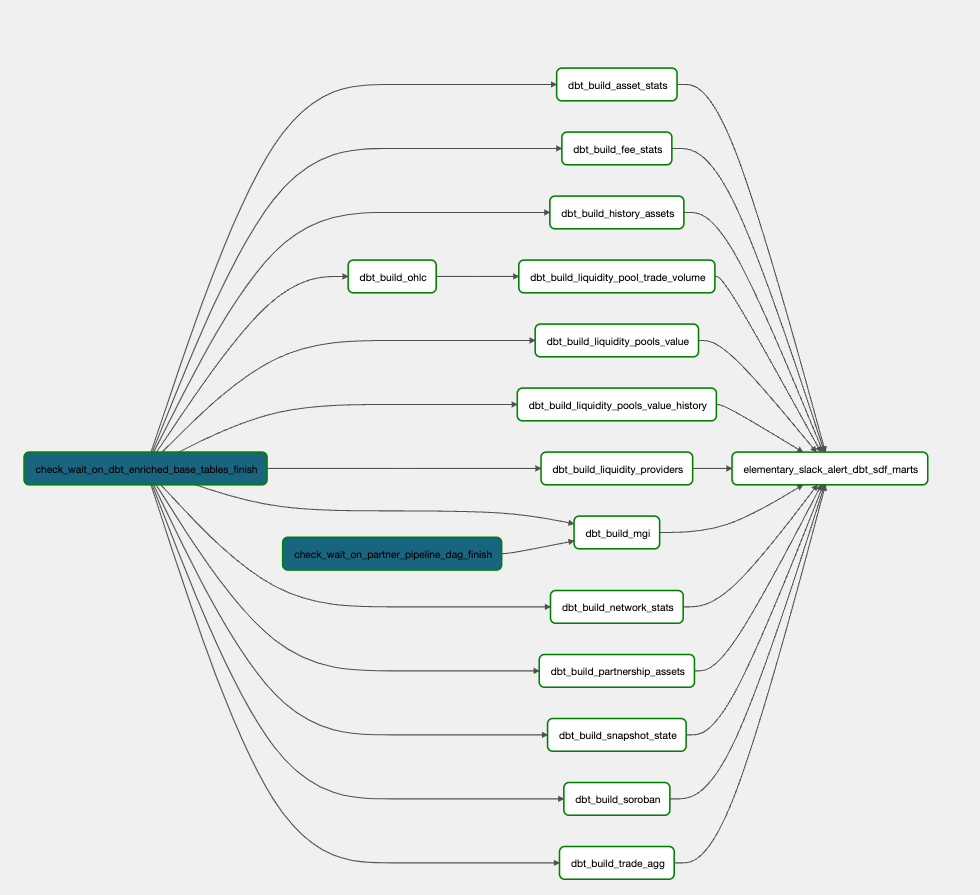 dbt_build_asset_stats
dbt_build_fee_stats
dbt_build_history_assets
dbt_build_ohlc
dbt_build_liquidity_pool_trade_volume
dbt_build_liquidity_pools_value
dbt_build_liquidity_pools_value_history
check_wait_on_dbt_enriched_base_tables_finish
dbt_build_liquidity_providers
elementary_slack_alert_dbt_sdf_marts
dbt_build_mgi
check_wait_on_partner_pipeline_dag_finish
dbt_build_network_stats
dbt_build_partnership_assets
dbt_build_snapshot_state
dbt_build_soroban
dbt_build_trade_agg